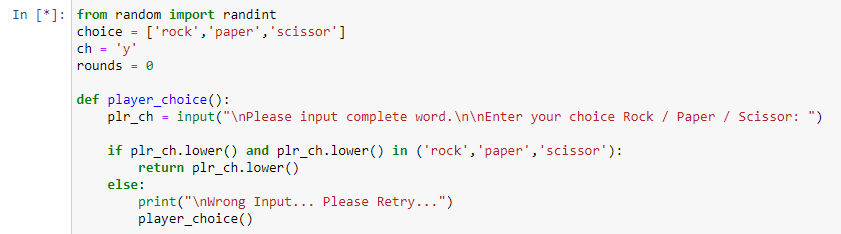 In [*]: from random import randint
choice = ['rock','paper','scissor']
ch = 'y'
rounds = 0

def player_choice():
    plr_ch = input("\nPlease input complete word.\n\nEnter your choice Rock / Paper / Scissor: ")

    if plr_ch.lower() and plr_ch.lower() in ('rock','paper','scissor'):
        return plr_ch.lower()
    else:
        print("\nWrong Input... Please Retry...")
        player_choice()